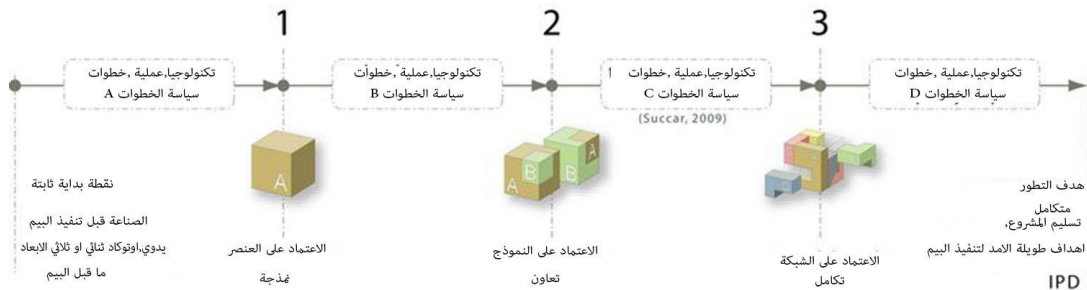 1
2
3
تكنولوجيا,عملية ,خطوات
سياسة الخطوات A
تكنولوجيا,عملية ,خطوات
سياسة الخطوات B
تكنولوجيا,عملية ,خطوات
سياسة الخطوات C
(Succar, 2009)
تكنولوجيا,عملية ,خطوات
سياسة الخطوات D
A
A
B
B
A
نقطة بداية ثابتة
الصناعة قبل تنفيذ البيم
يدوي,اوتوكاد ثنائي او ثلاثي الابعاد
ما قبل البيم
الاعتماد على العنصر
نمذجة
الاعتماد على النموذج
تعاون
الاعتماد على الشبكة
تكامل
هدف التطور
متكامل
تسليم المشروع,
اهداف طويلة الامد لتنفيذ البيم
IPD